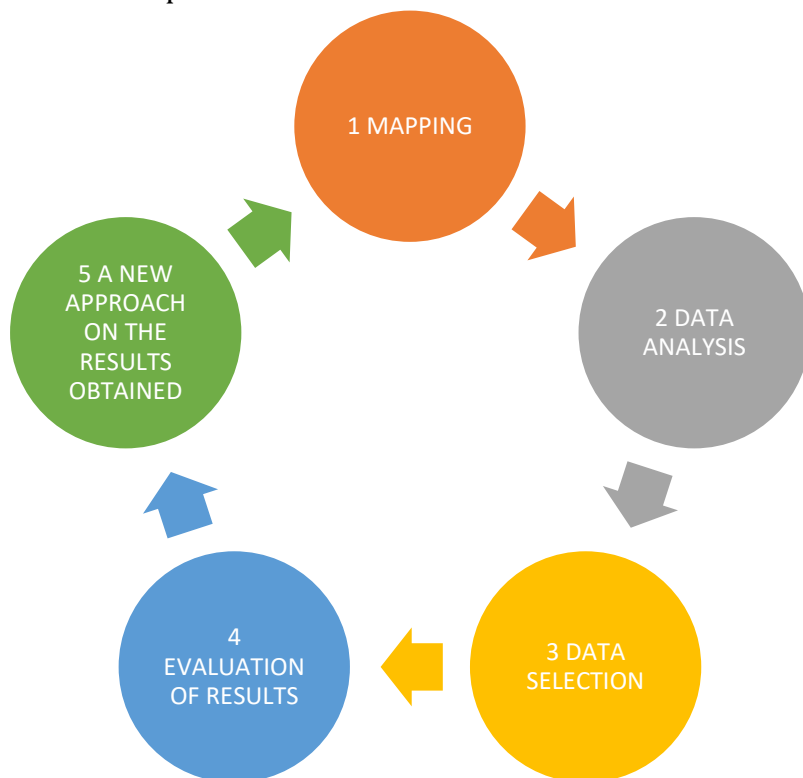 1 MAPPING
2 DATA
ANALYSIS
3 DATA
SELECTION
4
EVALUATION
OF RESULTS
5 A NEW
APPROACH
ON THE
RESULTS
OBTAINED